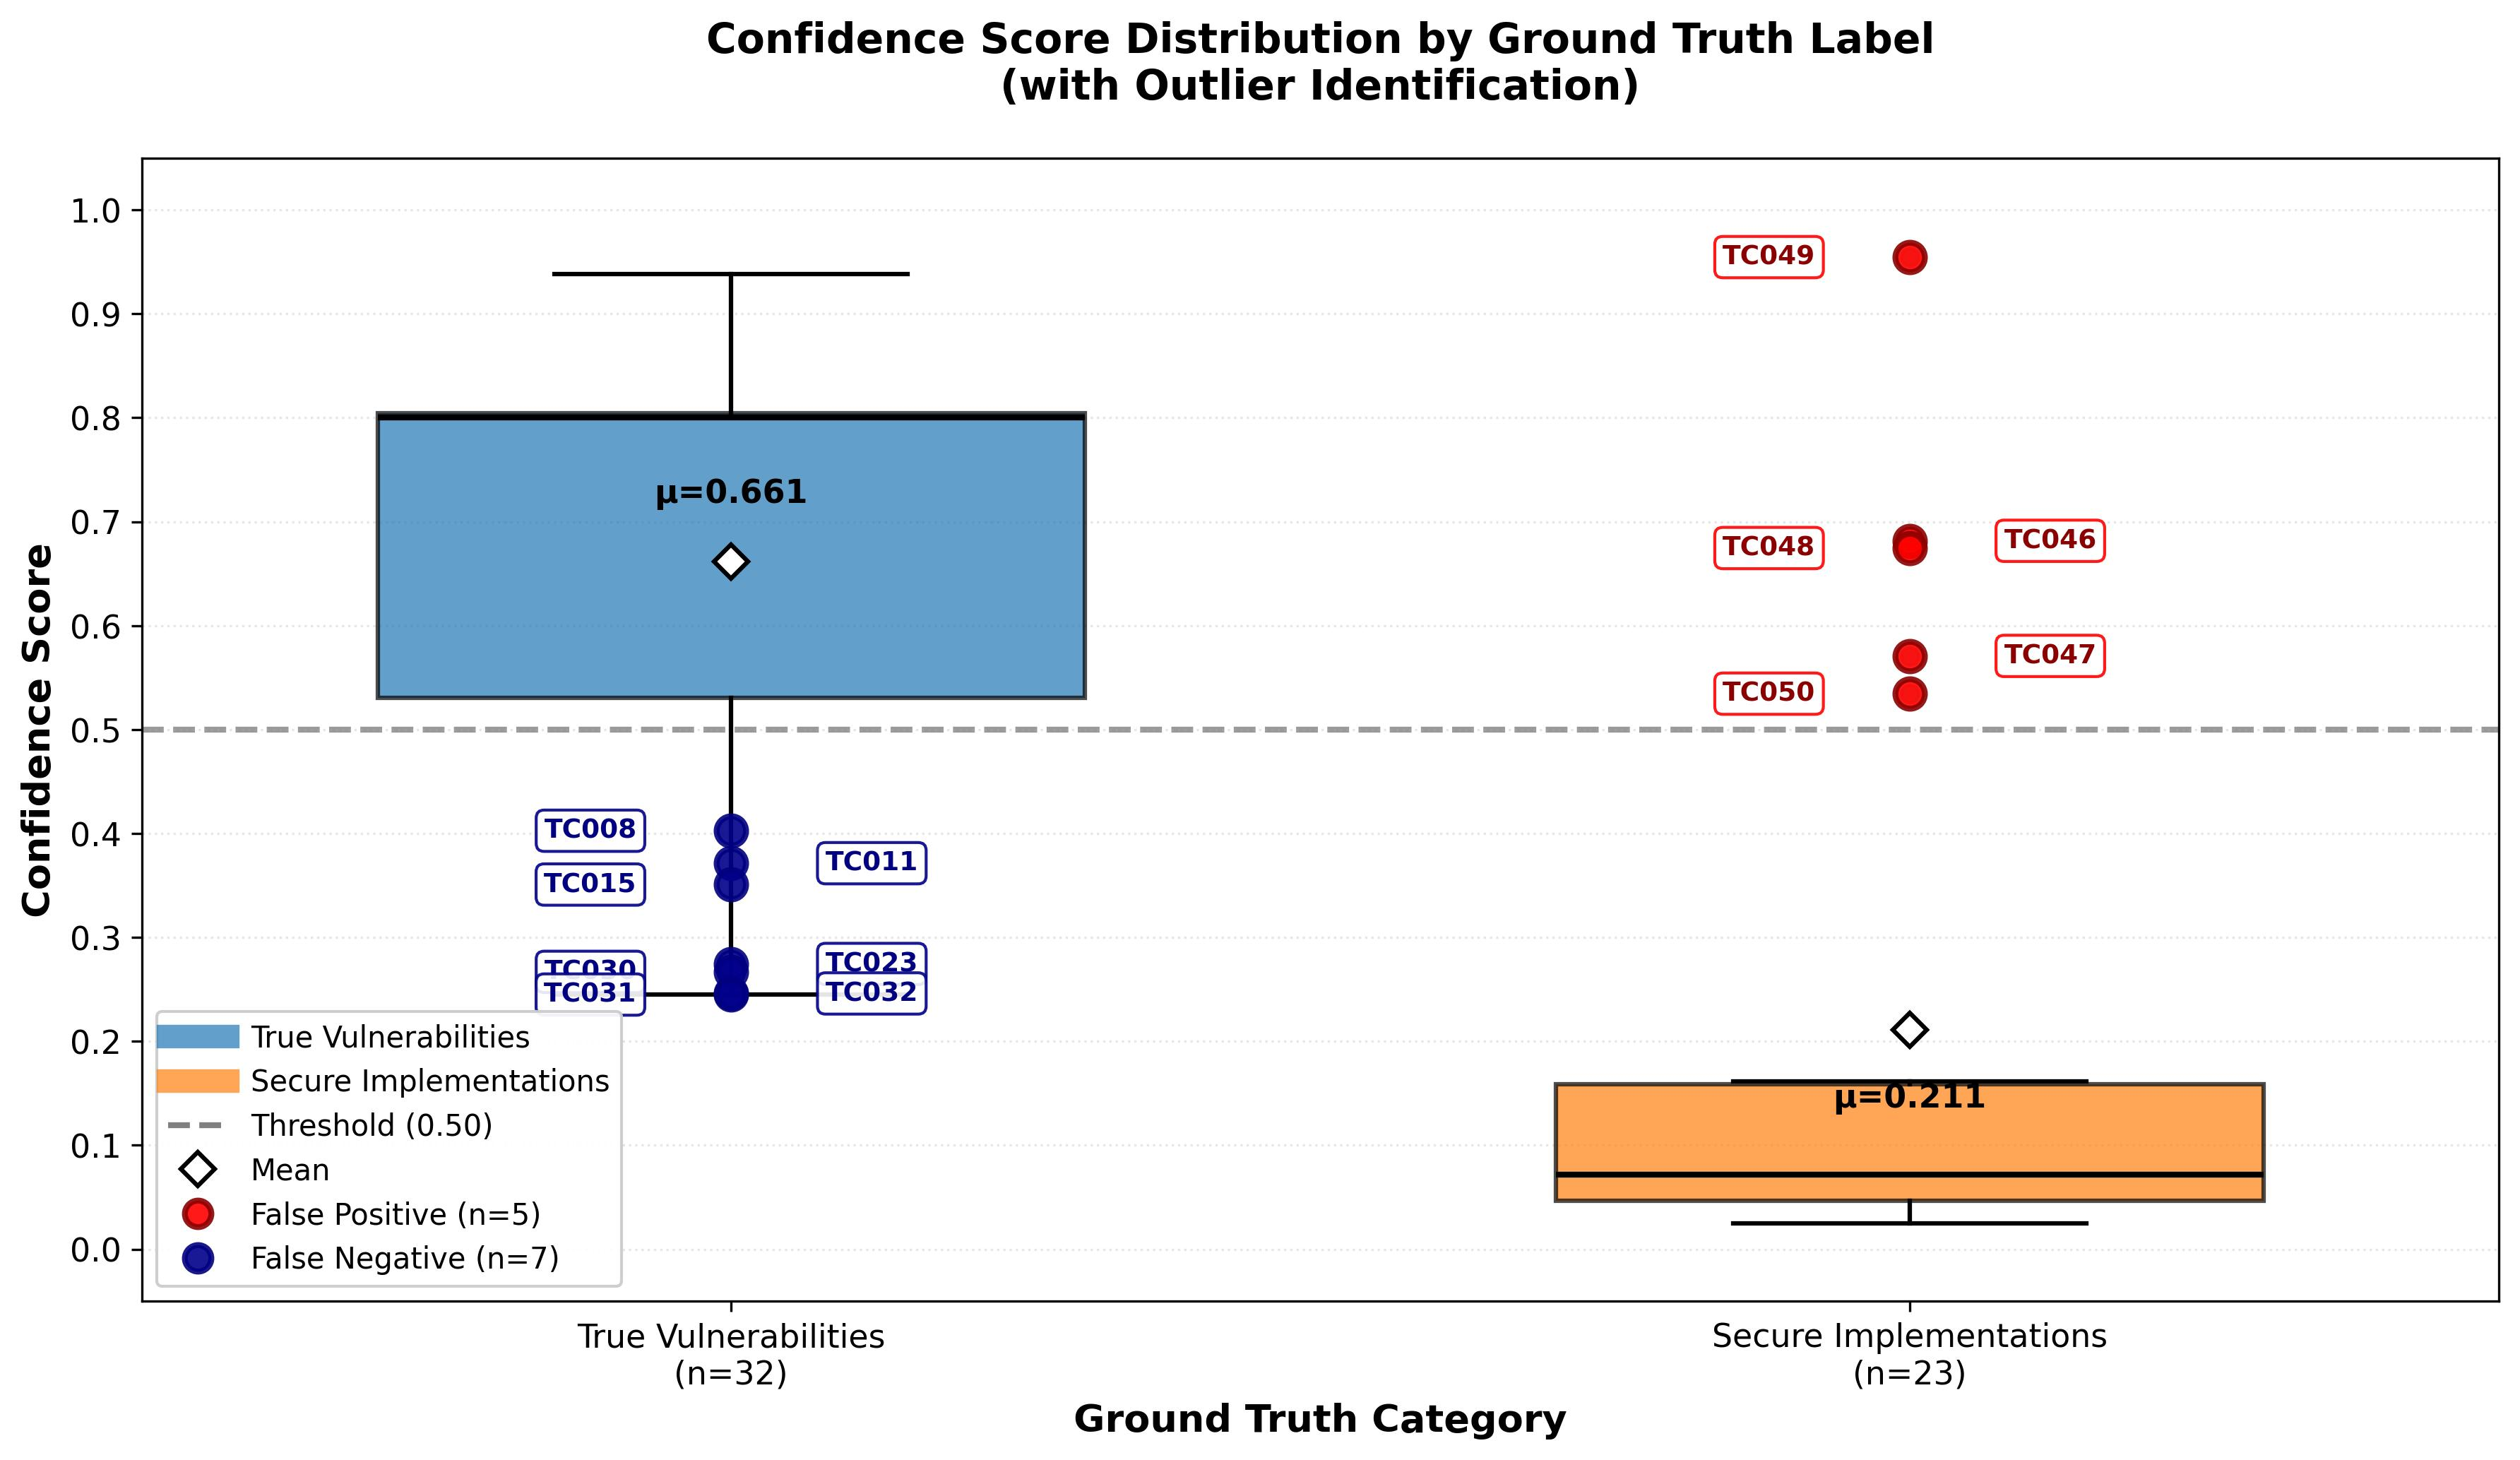 Confidence Score Distribution by Ground Truth Label
(with Outlier Identification)
Confidence Score
1.0
0.9
0.8
0.7
0.6
0.5
0.4
0.3
0.2
0.1
0.0
μ=0.661
TC049
TC048
TC046
TC047
TC050
TC008
TC011
TC015
TC030
TC023
TC031
TC032
μ=0.211
True Vulnerabilities
Secure Implementations
Threshold (0.50)
Mean
False Positive (n=5)
False Negative (n=7)
True Vulnerabilities
(n=32)
Secure Implementations
(n=23)
Ground Truth Category